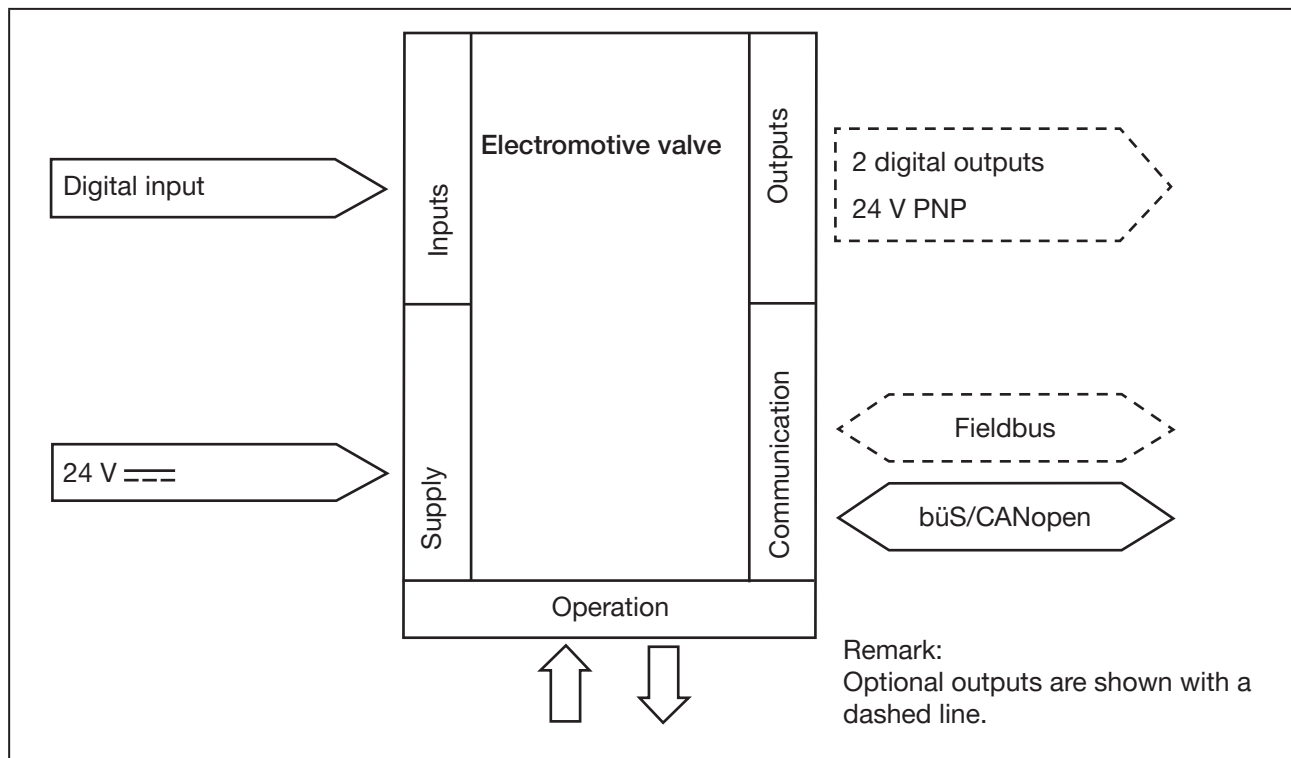 Electromotive valve
Inputs
Outputs
Supply
Communication
Operation
Digital input
24 V
2 digital outputs
24 V PNP
Fieldbus
büS/CANopen
Remark:
Optional outputs are shown with a
dashed line.